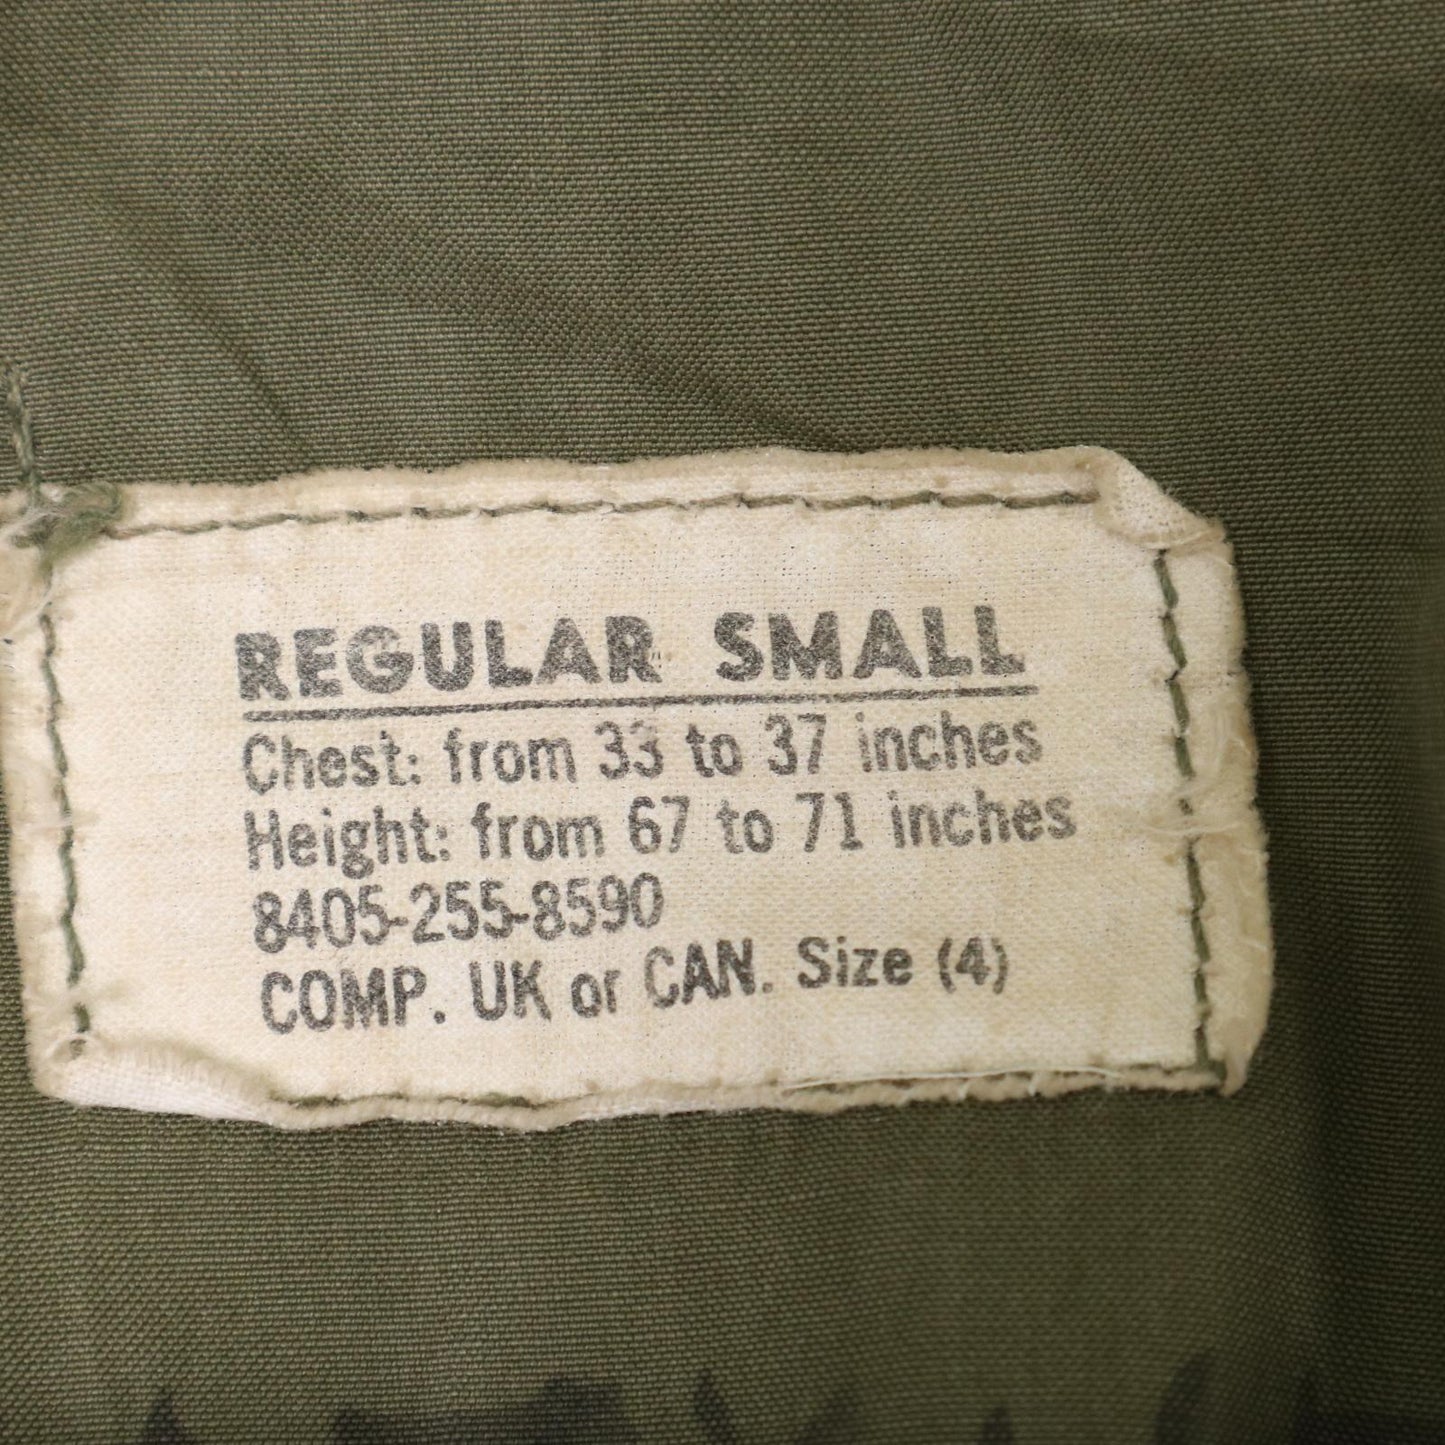 REGULAR SMALL
Chest: from 33 to 37 inches
Height: from 67 to 71 inches
8405-255-8590
COMP. UK or CAN. Size (4)